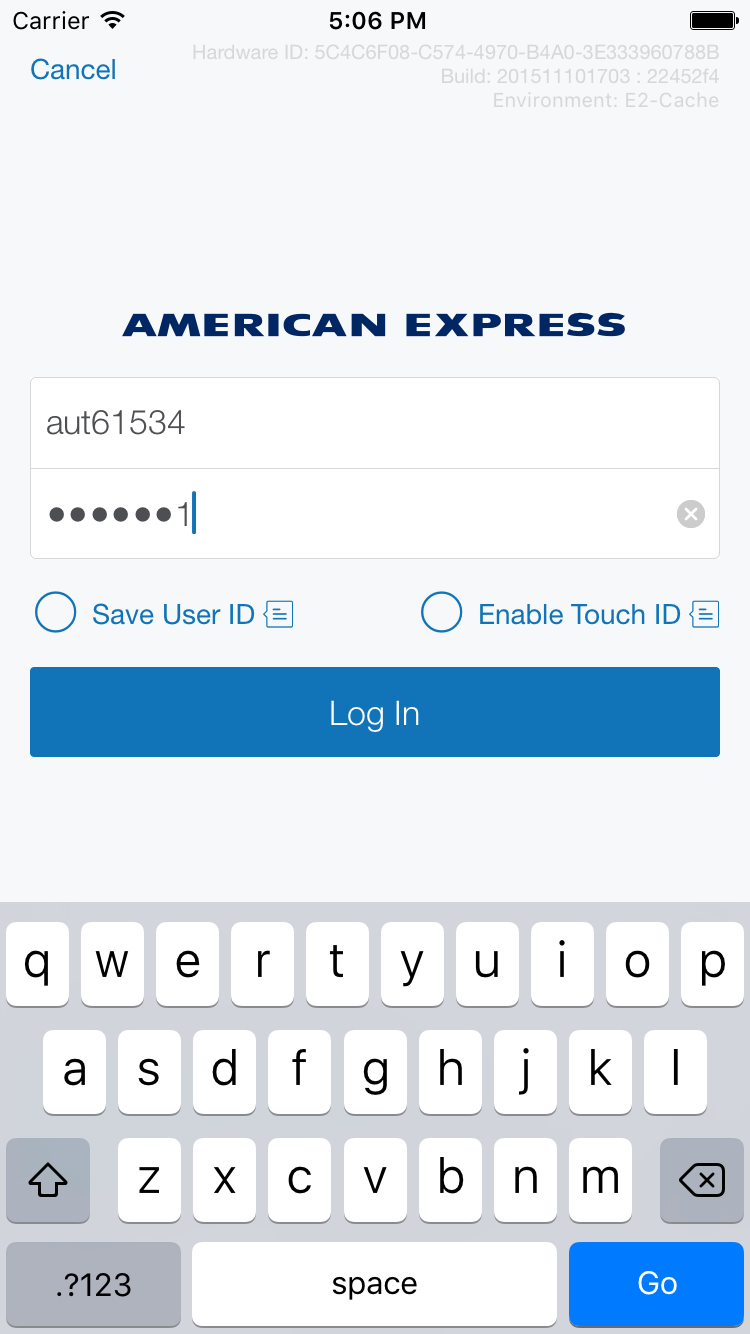 Carrier 5:06 PM
Cancel
Hardware ID: 5C4C6F08-C574-4970-B4A0-3E333960788B
Build: 201511101703 : 22452f4
Environment: E2-Cache
AMERICAN EXPRESS
aut61534
●●●●●●1
Save User ID
Enable Touch ID
Log In
q w e r t y u i o p
a s d f g h j k l
z x c v b n m
.?123 space Go